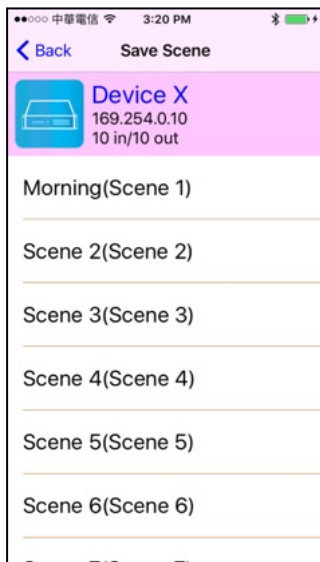 中華電信 3:20 PM
Back Save Scene
Device X
169.254.0.10
10 in/10 out
Morning(Scene 1)
Scene 2(Scene 2)
Scene 3(Scene 3)
Scene 4(Scene 4)
Scene 5(Scene 5)
Scene 6(Scene 6)